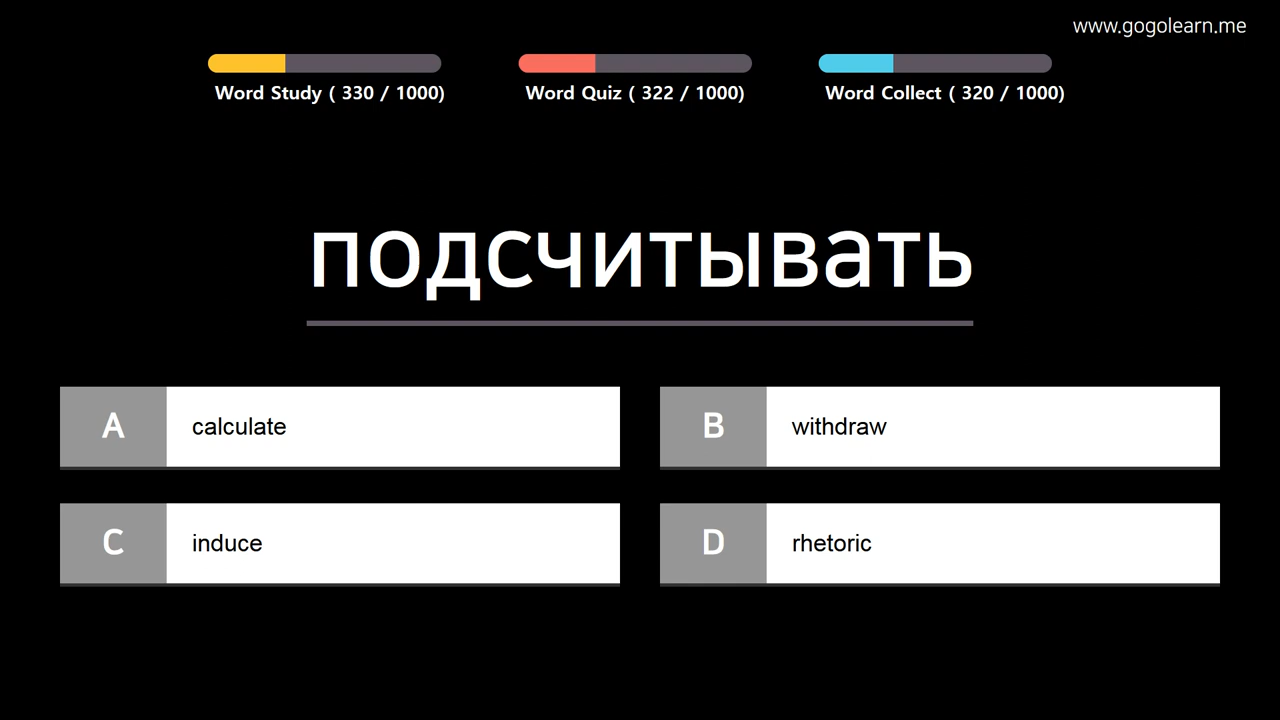 www.gogolearn.me
Word Study ( 330 / 1000)
Word Quiz ( 322 / 1000)
Word Collect ( 320 / 1000)
подсчитывать
A calculate
B withdraw
C induce
D rhetoric